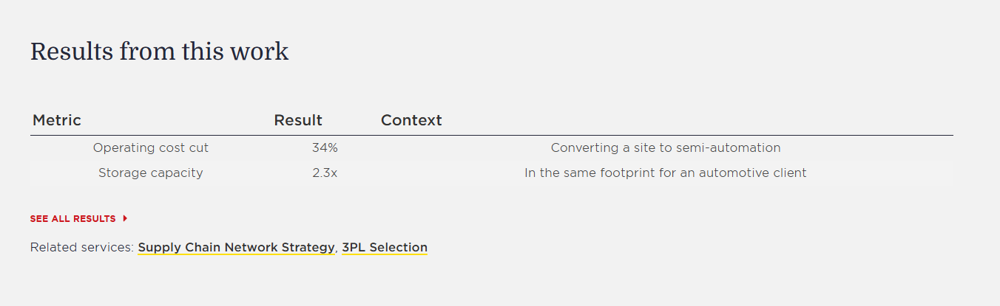 Results from this work
Metric Result Context
Operating cost cut 34% Converting a site to semi-automation
Storage capacity 2.3x In the same footprint for an automotive client
SEE ALL RESULTS
Related services: Supply Chain Network Strategy, 3PL Selection